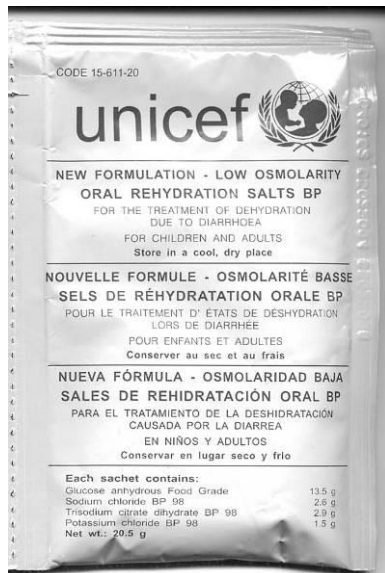 CODE 15-611-20
unicef
NEW FORMULATION - LOW OSMOLARITY
ORAL REHYDRATION SALTS BP
FOR THE TREATMENT OF DEHYDRATION
DUE TO DIARRHOEA
FOR CHILDREN AND ADULTS
Store in a cool, dry place
NOUVELLE FORMULE - OSMOLARITÉ BASSE
SELS DE RÉHYDRATATION ORALE BP
POUR LE TRAITEMENT D' ÉTATS DE DÉSHYDRATION
LORS DE DIARRHÉE
POUR ENFANTS ET ADULTES
Conserver au sec et au frais
NUEVA FÓRMULA - OSMOLARIDAD BAJA
SALES DE REHIDRATACIÓN ORAL BP
PARA EL TRATAMIENTO DE LA DESHIDRATACIÓN
CAUSADA POR LA DIARREA
EN NIÑOS Y ADULTOS
Conservar en lugar seco y frio
Each sachet contains:
Glucose anhydrous Food Grade 13.5 g
Sodium chloride BP 98 2.6 g
Trisodium citrate dihydrate BP 98 2.9 g
Potassium chloride BP 98 1.5 g
Net wt.: 20.5 g